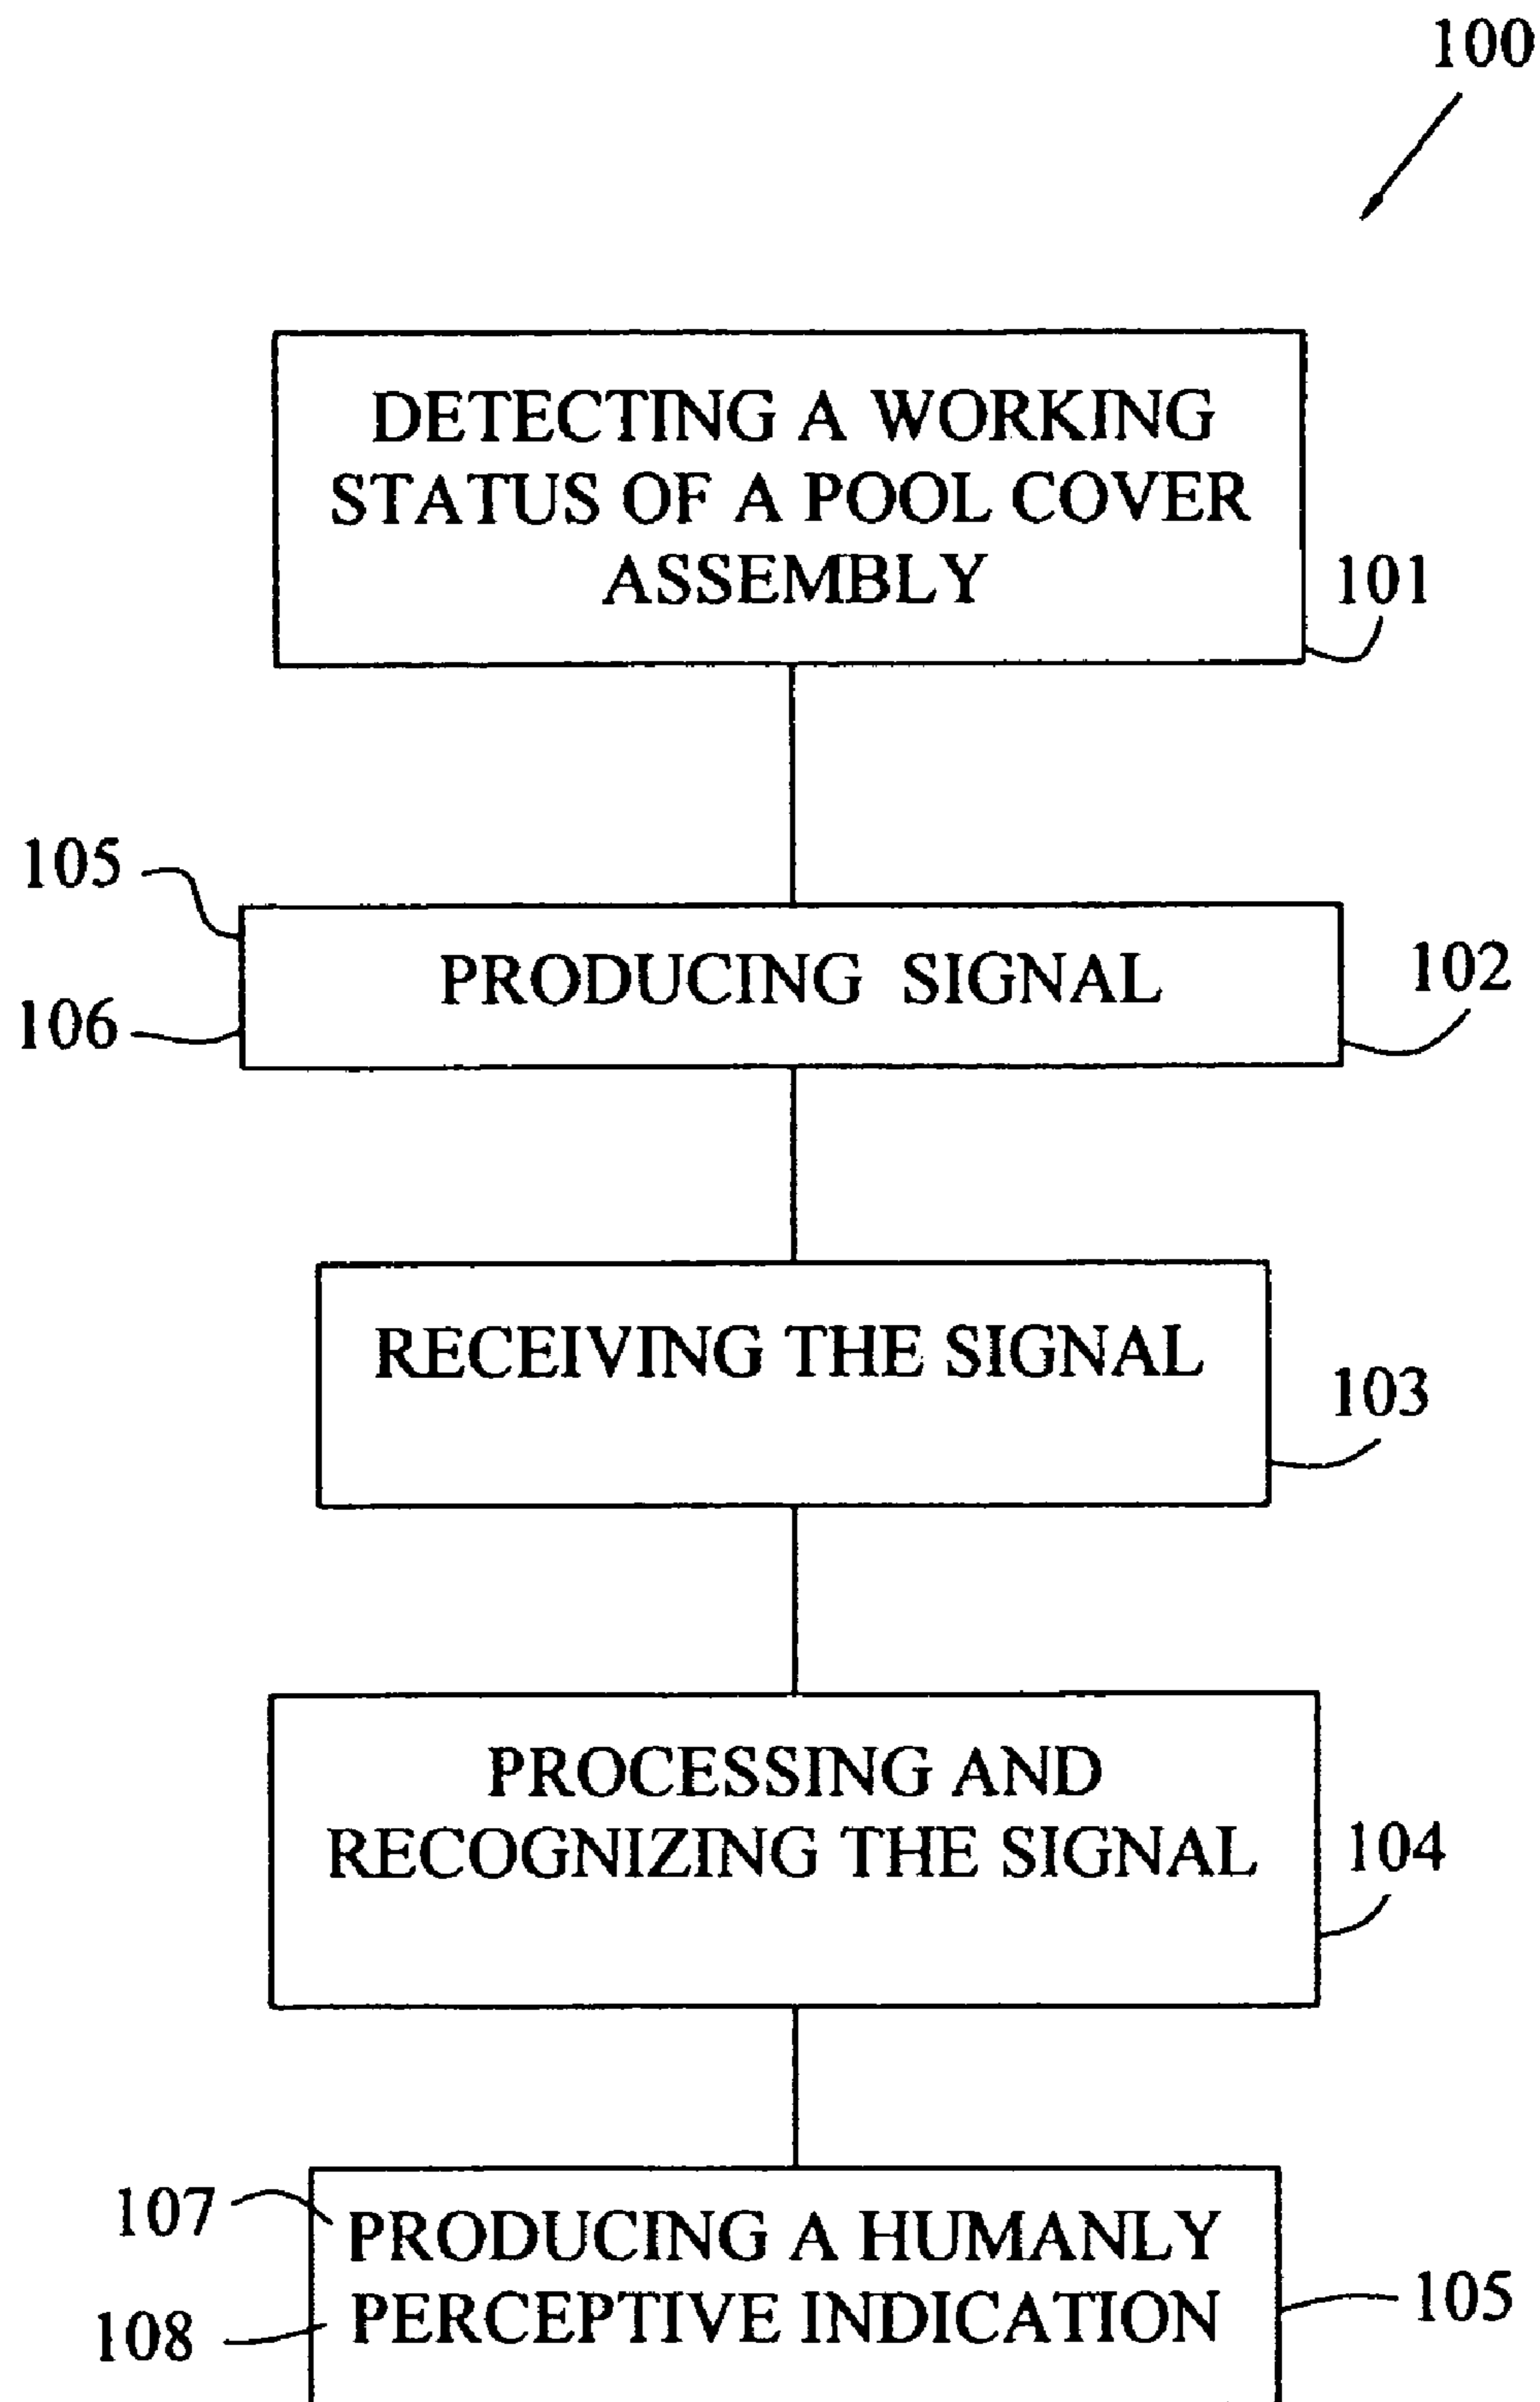 100
DETECTING A WORKING
STATUS OF A POOL COVER
ASSEMBLY
101
105
PRODUCING SIGNAL
102
106
RECEIVING THE SIGNAL
103
PROCESSING AND
RECOGNIZING THE SIGNAL
104
107
PRODUCING A HUMANLY
PERCEPTIVE INDICATION
105
108